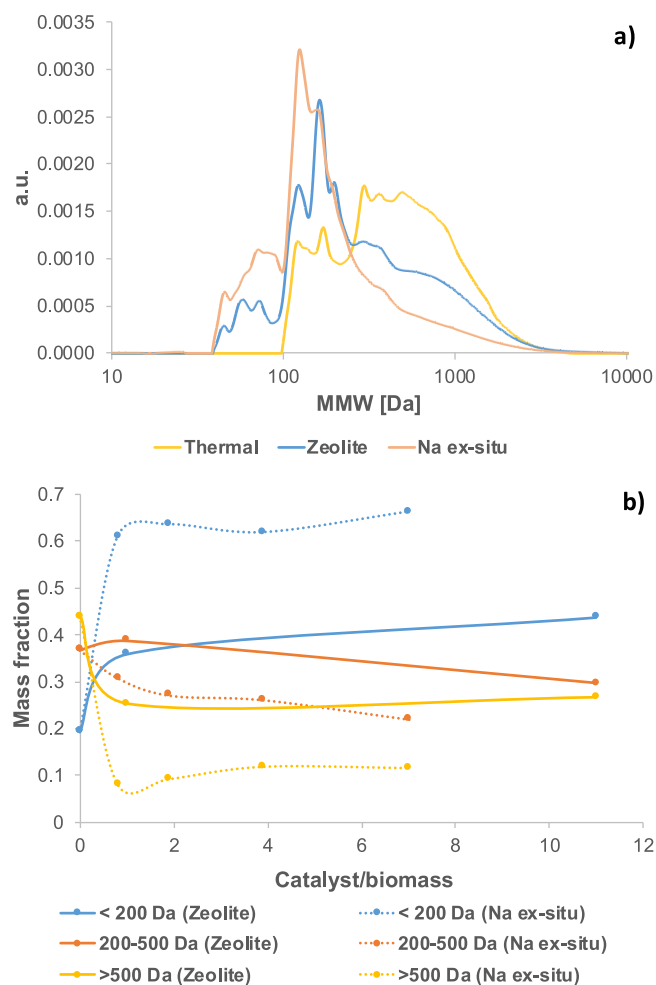 a)
0.0035
0.0030
0.0025
0.0020
0.0015
0.0010
0.0005
0.0000
a.u.
10 100 1000 10000
MMW [Da]
Thermal Zeolite Na ex-situ
b)
0.7
0.6
0.5
0.4
0.3
0.2
0.1
0
Mass fraction
0 2 4 6 8 10 12
Catalyst/biomass
< 200 Da (Zeolite) < 200 Da (Na ex-situ)
200-500 Da (Zeolite) 200-500 Da (Na ex-situ)
>500 Da (Zeolite) >500 Da (Na ex-situ)